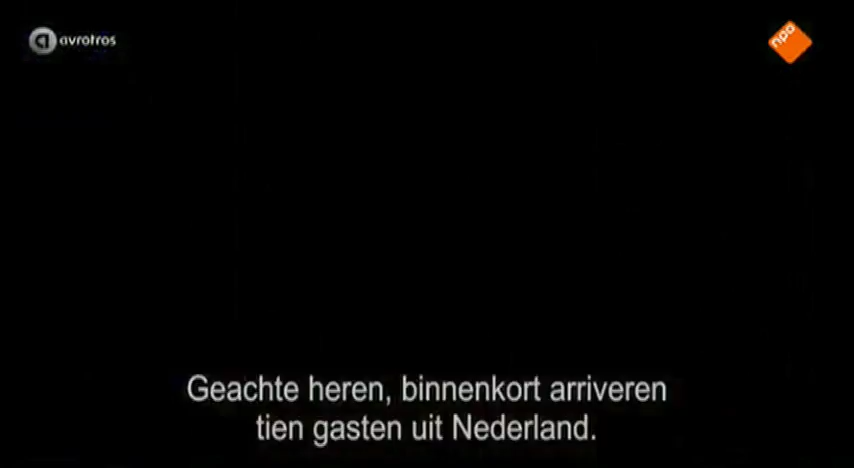 avrotros
npo
Geachte heren, binnenkort arriveren
tien gasten uit Nederland.